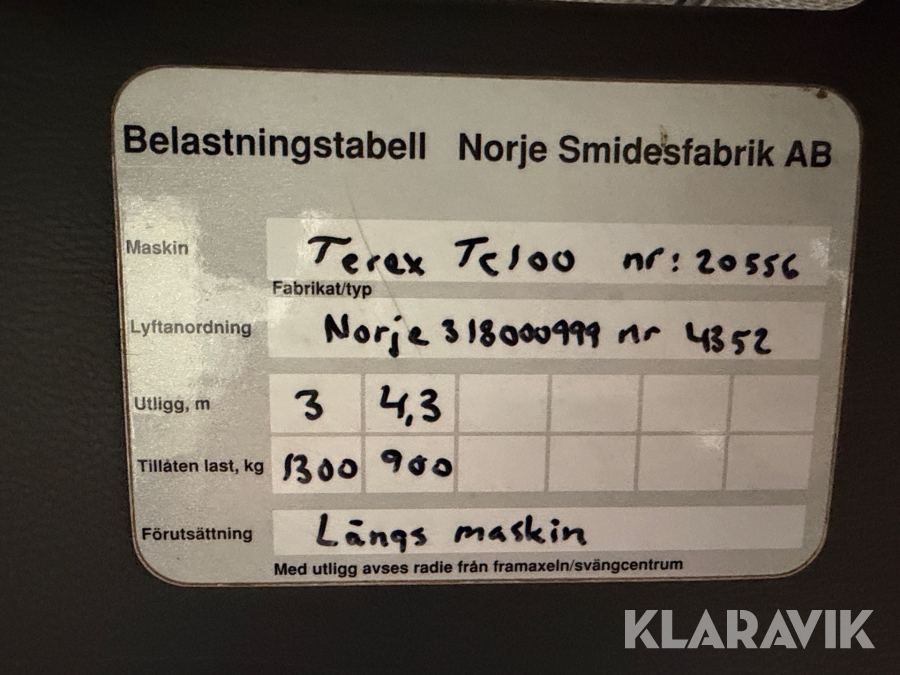 Belastningstabell Norje Smidesfabrik AB
Maskin Terex TC100 nr: 20556
Fabrikat/typ
Lyftanordning Norje 318000999 nr 4352
Utligg, m 3 4,3
Tillåten last, kg 1300 900
Förutsättning Längs maskin
Med utligg avses radie från framaxeln/svängcentrum
KLARAVIK